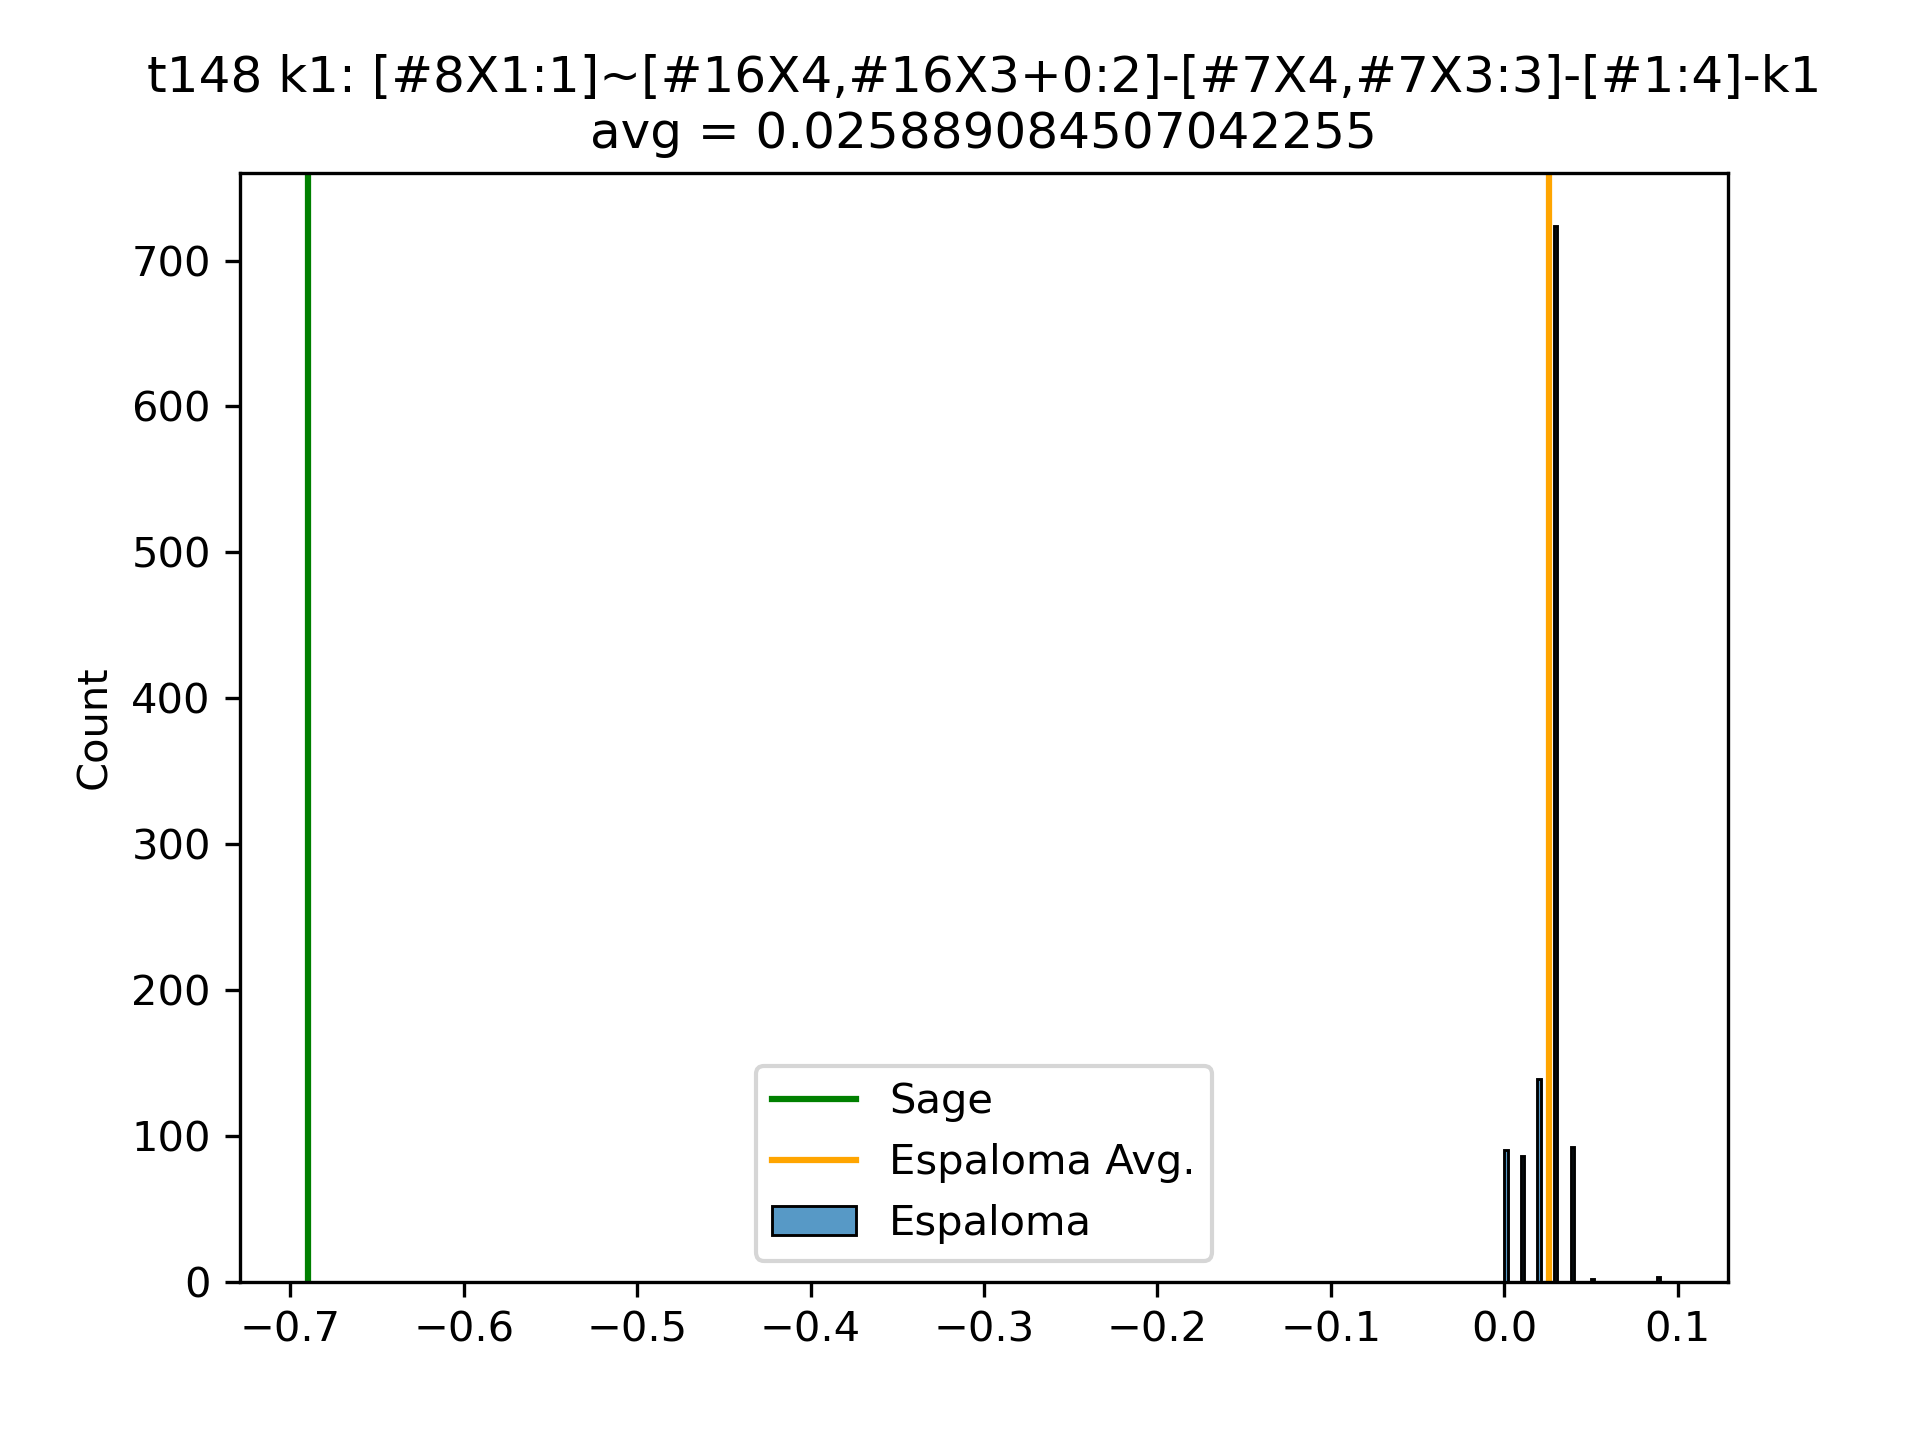 t148 k1: [#8X1:1]~[#16X4,#16X3+0:2]-[#7X4,#7X3:3]-[#1:4]-k1
avg = 0.025889084507042255
Count
700
600
500
400
300
200
100
0
Sage
Espaloma Avg.
Espaloma
−0.7 −0.6 −0.5 −0.4 −0.3 −0.2 −0.1 0.0 0.1